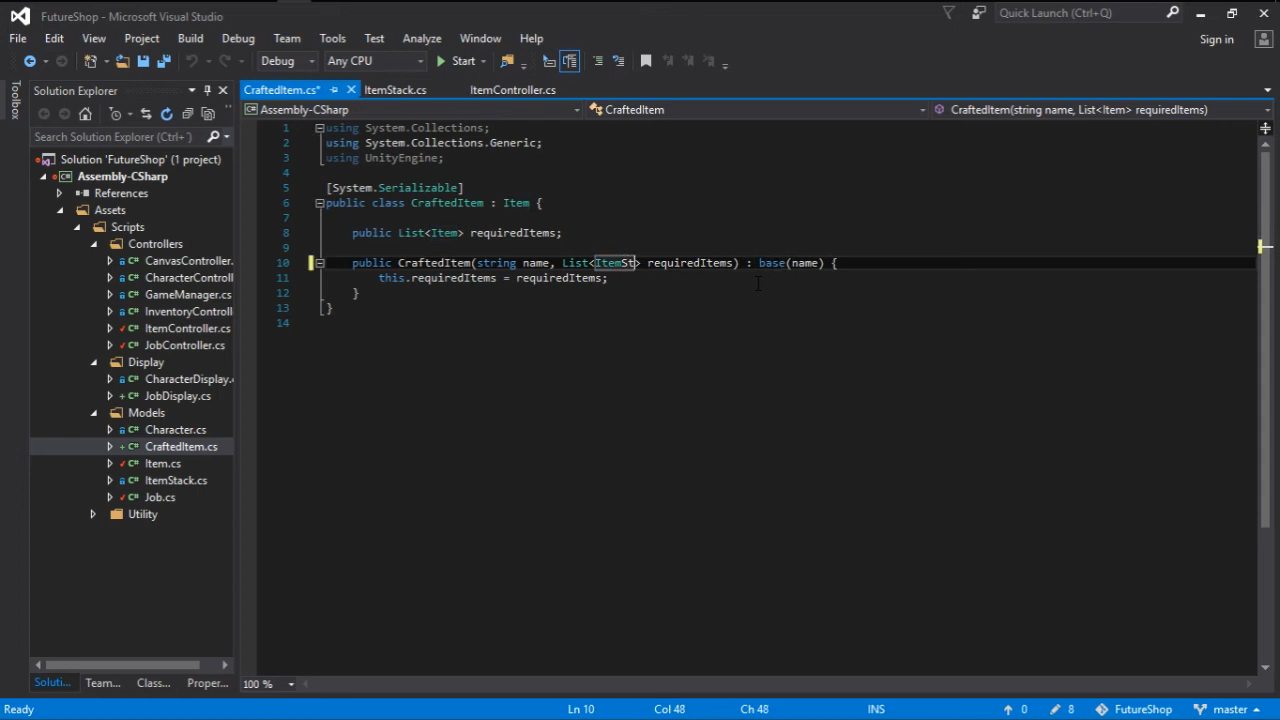 FutureShop - Microsoft Visual Studio
Quick Launch (Ctrl+Q)
File Edit View Project Build Debug Team Tools Test Analyze Window Help
Sign in
Debug Any CPU Start
Toolbox
Solution Explorer
Search Solution Explorer (Ctrl+;)
Solution 'FutureShop' (1 project)
Assembly-CSharp
References
Assets
Scripts
Controllers
CanvasController.
CharacterControll
GameManager.cs
InventoryControll
ItemController.cs
JobController.cs
Display
CharacterDisplay.
JobDisplay.cs
Models
Character.cs
CraftedItem.cs
Item.cs
ItemStack.cs
Job.cs
Utility
Soluti... Team... Class... Proper...
CraftedItem.cs* ItemStack.cs ItemController.cs
Assembly-CSharp CraftedItem CraftedItem(string name, List<Item> requiredItems)
1 using System.Collections;
2 using System.Collections.Generic;
3 using UnityEngine;
4
5 [System.Serializable]
6 public class CraftedItem : Item {
7
8 public List<Item> requiredItems;
9
10 public CraftedItem(string name, List<ItemSt> requiredItems) : base(name) {
11 this.requiredItems = requiredItems;
12 }
13 }
14
100 %
Ready Ln 10 Col 48 Ch 48 INS 0 8 FutureShop master